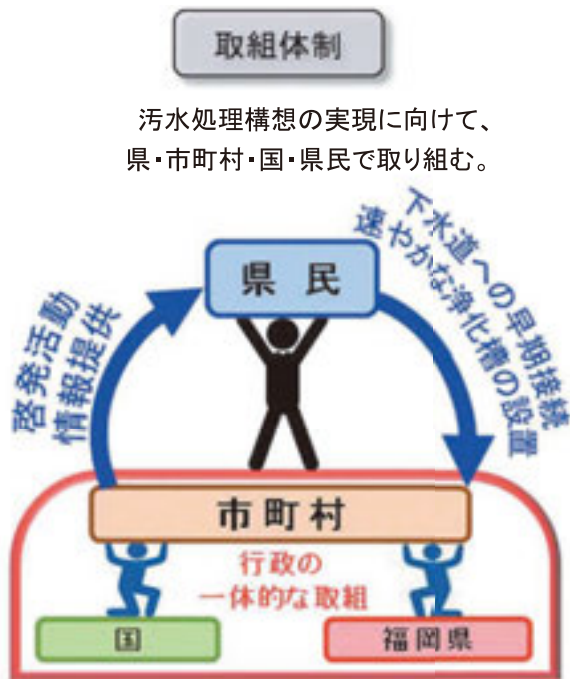 取組体制
汚水処理構想の実現に向けて、
県・市町村・国・県民で取り組む。
県民
啓発活動
情報提供
下水道への早期接続
速やかな浄化槽の設置
市町村
行政の
一体的な取組
国
福岡県